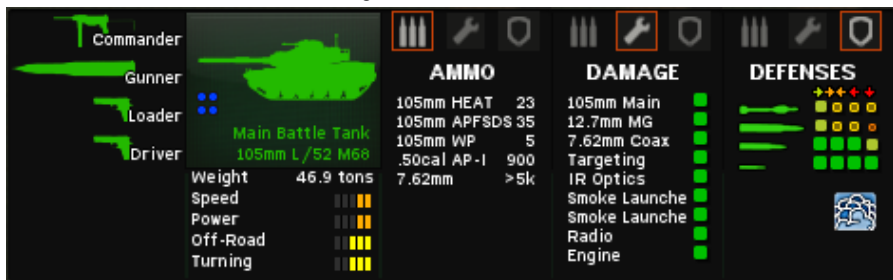 Commander
Gunner
Loader
Driver
Main Battle Tank
105mm L/52 M68
Weight 46.9 tons
Speed
Power
Off-Road
Turning
AMMO
105mm HEAT 23
105mm APFSDS 35
105mm WP 5
.50cal AP-I 900
7.62mm >5k
DAMAGE
105mm Main
12.7mm MG
7.62mm Coax
Targeting
IR Optics
Smoke Launche
Smoke Launche
Radio
Engine
DEFENSES